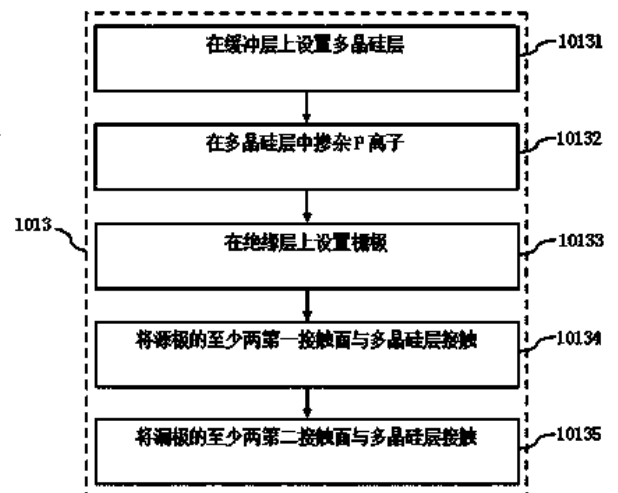 在缓冲层上设置多晶硅层
10131
在多晶硅层中掺杂P离子
10132
1013
在绝缘层上设置栅极
10133
将源极的至少两第一接触面与多晶硅层接触
10134
将漏极的至少两第二接触面与多晶硅层接触
10135